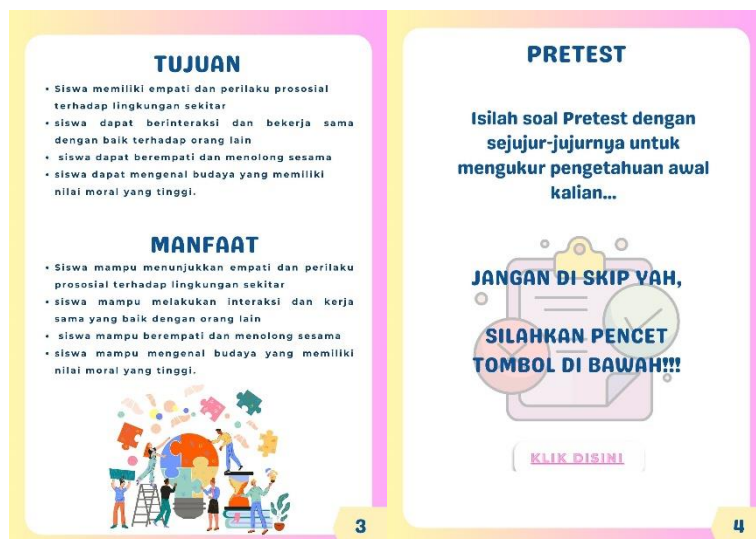 TUJUAN
• Siswa memiliki empati dan perilaku prososial
terhadap lingkungan sekitar
• siswa dapat berinteraksi dan bekerja sama
dengan baik terhadap orang lain
• siswa dapat berempati dan menolong sesama
• siswa dapat mengenal budaya yang memiliki
nilai moral yang tinggi.
MANFAAT
• Siswa mampu menunjukkan empati dan perilaku
prososial terhadap lingkungan sekitar
• siswa mampu melakukan interaksi dan kerja
sama yang baik dengan orang lain
• siswa mampu berempati dan menolong sesama
• siswa mampu mengenal budaya yang memiliki
nilai moral yang tinggi.
3
PRETEST
Isilah soal Pretest dengan
sejujur-jujurnya untuk
mengukur pengetahuan awal
kalian...
JANGAN DI SKIP YAH,
SILAHKAN PENCET
TOMBOL DI BAWAH!!!
KLIK DISINI
4